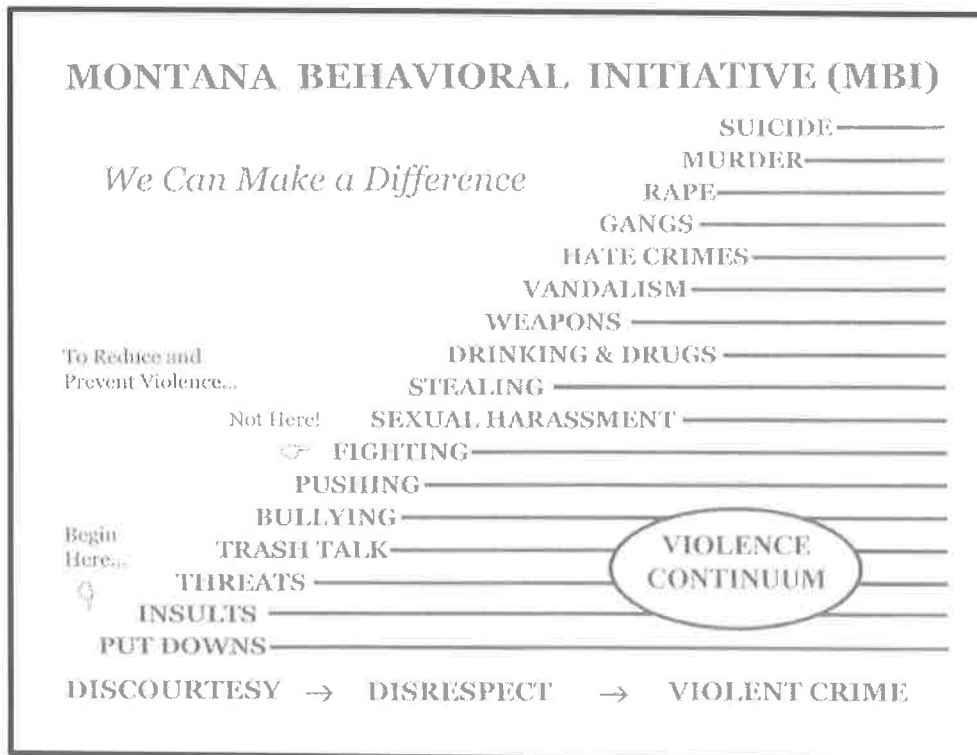 MONTANA BEHAVIORAL INITIATIVE (MBI)
SUICIDE
MURDER
We Can Make a Difference
RAPE
GANGS
HATE CRIMES
VANDALISM
WEAPONS
To Reduce and
Prevent Violence...
DRINKING & DRUGS
STEALING
Not Here!
SEXUAL HARASSMENT
☞ FIGHTING
PUSHING
BULLYING
Begin
Here...
TRASH TALK
THREATS
INSULTS
PUT DOWNS
VIOLENCE
CONTINUUM
DISCOURTESY → DISRESPECT → VIOLENT CRIME